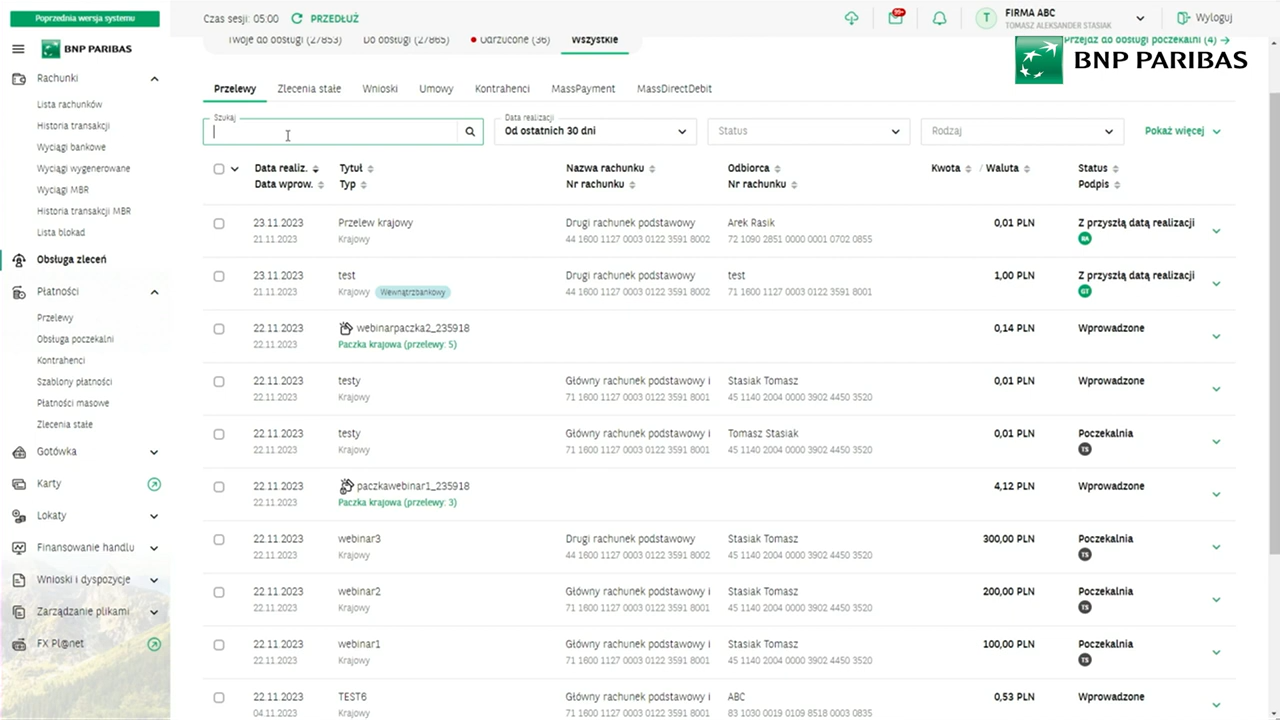 Poprzednia wersja systemu
Czas sesji: 05:00 PRZEDŁUŻ
99+
T FIRMA ABC
TOMASZ ALEKSANDER STASIAK
Wyloguj
BNP PARIBAS
Twoje do obsługi (27853) obsługi (27865) Odrzucone (36) Wszystkie
Przejdź do obsługi poczekalni (4) →
BNP PARIBAS
Rachunki
Lista rachunków
Historia transakcji
Wyciągi bankowe
Wyciągi wygenerowane
Wyciągi MBR
Historia transakcji MBR
Lista blokad
Obsługa zleceń
Płatności
Przelewy
Obsługa poczekalni
Kontrahenci
Szablony płatności
Płatności masowe
Zlecenia stałe
Gotówka
Karty
Lokaty
Finansowanie handlu
Wnioski i dyspozycje
Zarządzanie plikami
FX Pl@net
Przelewy Zlecenia stałe Wnioski Umowy Kontrahenci MassPayment MassDirectDebit
Szukaj
Data realizacji
Od ostatnich 30 dni
Status
Rodzaj
Pokaż więcej
Data realiz. Tytuł Nazwa rachunku Odbiorca Kwota / Waluta Status
Data wprow. Typ Nr rachunku Nr rachunku Podpis
23.11.2023 Przelew krajowy Drugi rachunek podstawowy Arek Rasik 0,01 PLN Z przyszłą datą realizacji
21.11.2023 Krajowy 44 1600 1127 0003 0122 3591 8002 72 1090 2851 0000 0001 0702 0855 RA
23.11.2023 test Drugi rachunek podstawowy test 1,00 PLN Z przyszłą datą realizacji
21.11.2023 Krajowy Wewnątrzbankowy 44 1600 1127 0003 0122 3591 8002 71 1600 1127 0003 0122 3591 8001 GT
22.11.2023 webinarpaczka2_235918 0,14 PLN Wprowadzone
22.11.2023 Paczka krajowa (przelewy: 5)
22.11.2023 testy Główny rachunek podstawowy i Stasiak Tomasz 0,01 PLN Wprowadzone
22.11.2023 Krajowy 71 1600 1127 0003 0122 3591 8001 45 1140 2004 0000 3902 4450 3520
22.11.2023 testy Główny rachunek podstawowy i Tomasz Stasiak 0,01 PLN Poczekalnia
22.11.2023 Krajowy 71 1600 1127 0003 0122 3591 8001 45 1140 2004 0000 3902 4450 3520 TS
22.11.2023 paczkawebinar1_235918 4,12 PLN Wprowadzone
22.11.2023 Paczka krajowa (przelewy: 3)
22.11.2023 webinar3 Drugi rachunek podstawowy Stasiak Tomasz 300,00 PLN Poczekalnia
22.11.2023 Krajowy 44 1600 1127 0003 0122 3591 8002 45 1140 2004 0000 3902 4450 3520 TS
22.11.2023 webinar2 Główny rachunek podstawowy i Stasiak Tomasz 200,00 PLN Poczekalnia
22.11.2023 Krajowy 71 1600 1127 0003 0122 3591 8001 45 1140 2004 0000 3902 4450 3520 TS
22.11.2023 webinar1 Główny rachunek podstawowy i Stasiak Tomasz 100,00 PLN Poczekalnia
22.11.2023 Krajowy 71 1600 1127 0003 0122 3591 8001 45 1140 2004 0000 3902 4450 3520 TS
22.11.2023 TEST6 Główny rachunek podstawowy i ABC 0,53 PLN Wprowadzone
04.11.2023 Krajowy 71 1600 1127 0003 0122 3591 8001 83 1030 0019 0109 8518 0003 0835